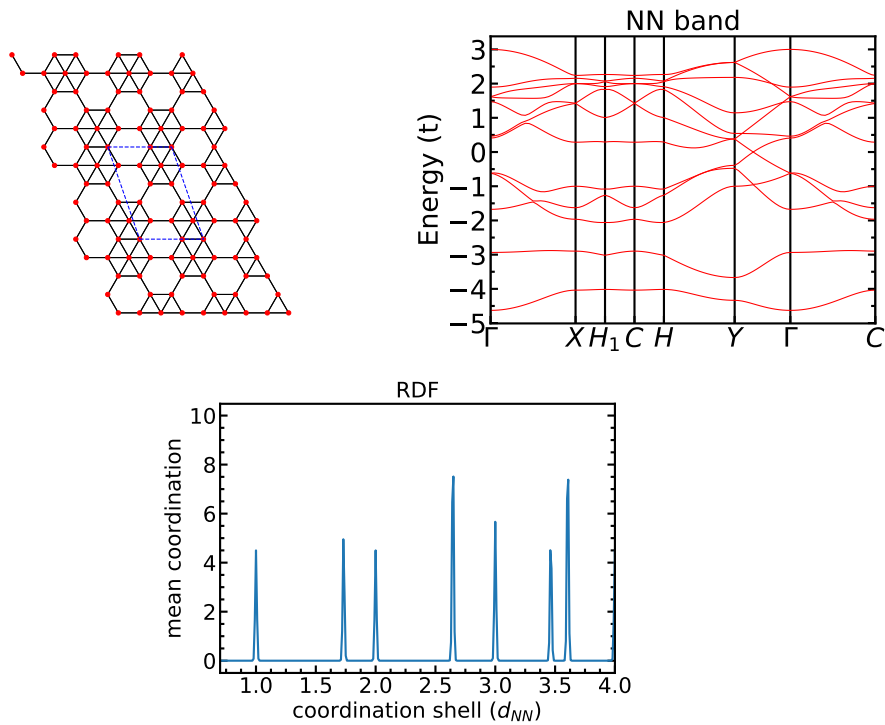 NN band
Energy (t)
3
2
1
0
−1
−2
−3
−4
−5
Γ X H₁ C H Y Γ C
RDF
mean coordination
10
8
6
4
2
0
1.0 1.5 2.0 2.5 3.0 3.5 4.0
coordination shell (d_NN)